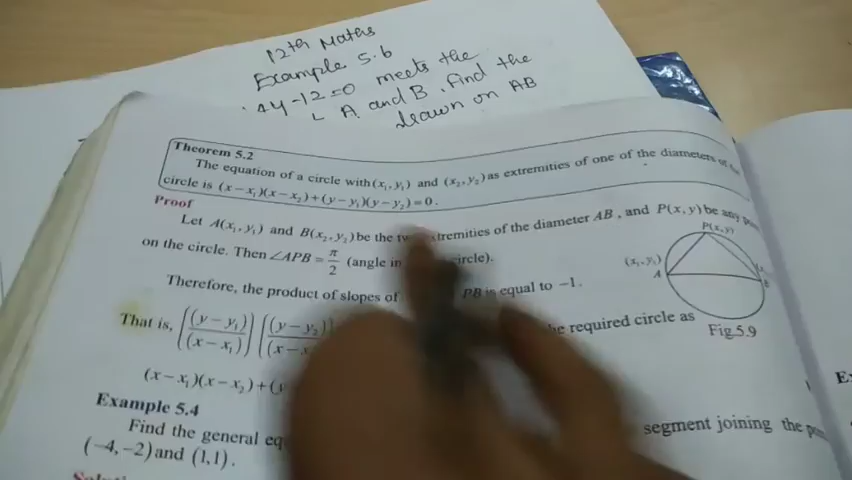 12th Maths
Example 5.6
4y-12=0 meets the
A and B. Find the
drawn on AB
Theorem 5.2
The equation of a circle with (x₁, y₁) and (x₂, y₂) as extremities of one of the diameters of the
circle is (x−x₁)(x−x₂)+(y−y₁)(y−y₂)=0.
Proof
Let A(x₁, y₁) and B(x₂, y₂) be the extremities of the diameter AB, and P(x, y) be any
on the circle. Then ∠APB = π/2 (angle in circle).
Therefore, the product of slopes of PB is equal to −1.
That is, ((y−y₁)/(x−x₁)) ((y−y₂)/(x− required circle as
(x−x₁)(x−x₂)+(
P(x, y)
(x₁, y₁)
A
B
Fig.5.9
Example 5.4
Find the general segment joining the
(−4,−2) and (1,1).